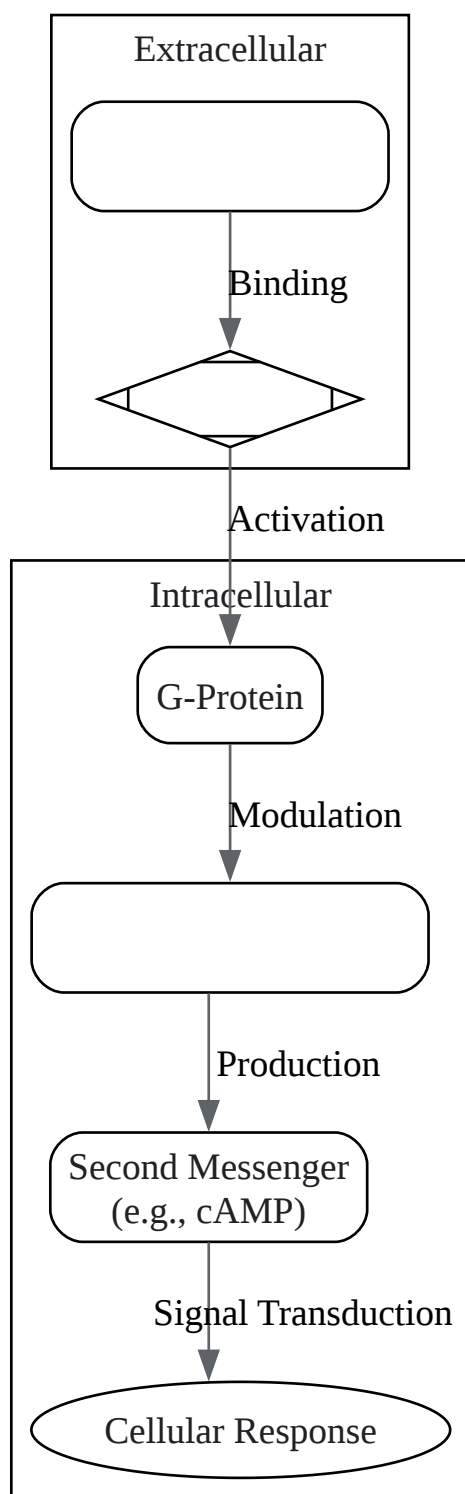 Extracellular
Binding
Activation
Intracellular
G-Protein
Modulation
Production
Second Messenger
(e.g., cAMP)
Signal Transduction
Cellular Response